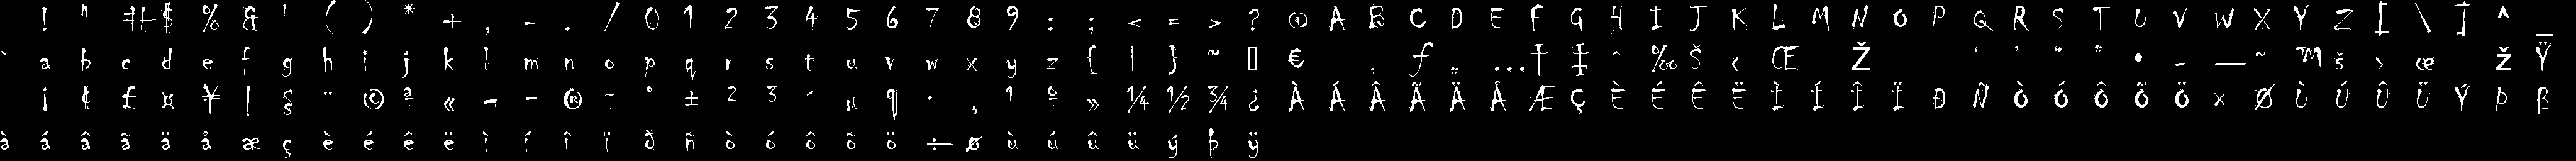 ! " # $ % & ' ( ) * + , - . / 0 1 2 3 4 5 6 7 8 9 : ; < = > ? @ A B C D E F G H I J K L M N O P Q R S T U V W X Y Z [ \ ] ^ _
` a b c d e f g h i j k l m n o p q r s t u v w x y z { | } ~ ▯ € ‚ ƒ „ … † ‡ ˆ ‰ Š ‹ Œ Ž ‘ ’ “ ” • – — ˜ ™ š › œ ž Ÿ
¡ ¢ £ ¤ ¥ ¦ § ¨ © ª « ¬ - ® ¯ ° ± ² ³ ´ µ ¶ · ¸ ¹ º » ¼ ½ ¾ ¿ À Á Â Ã Ä Å Æ Ç È É Ê Ë Ì Í Î Ï Ð Ñ Ò Ó Ô Õ Ö × Ø Ù Ú Û Ü Ý Þ ß
à á â ã ä å æ ç è é ê ë ì í î ï ð ñ ò ó ô õ ö ÷ ø ù ú û ü ý þ ÿ